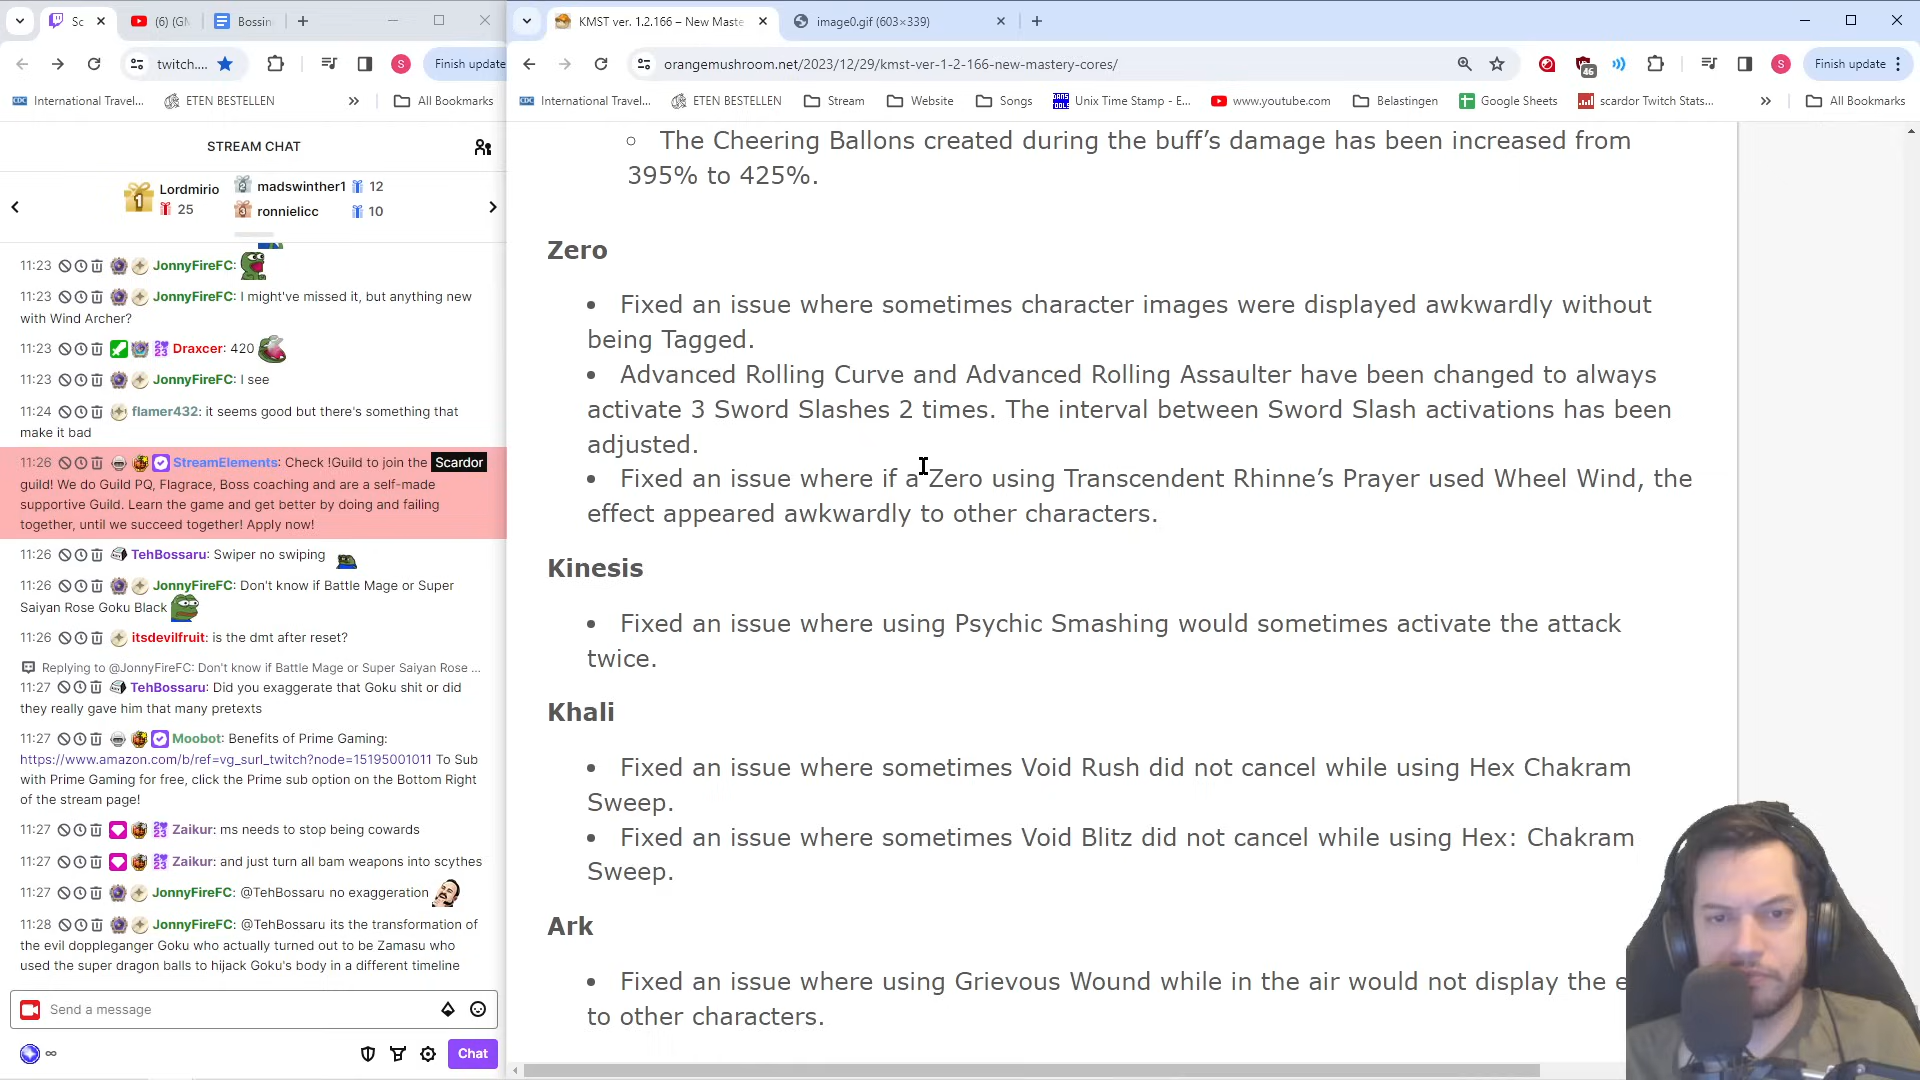 Sc
(6) (GM
Bossin
KMST ver. 1.2.166 – New Maste
image0.gif (603×339)
twitch....
S
Finish update
orangemushroom.net/2023/12/29/kmst-ver-1-2-166-new-mastery-cores/
46
S
Finish update
International Travel...
ETEN BESTELLEN
All Bookmarks
International Travel...
ETEN BESTELLEN
Stream
Website
Songs
Unix Time Stamp - E...
www.youtube.com
Belastingen
Google Sheets
scardor Twitch Stats...
All Bookmarks
STREAM CHAT
1
Lordmirio
25
2
madswinther1
12
3
ronnielicc
10
11:23 JonnyFireFC:
11:23 JonnyFireFC: I might've missed it, but anything new
with Wind Archer?
11:23 Draxcer: 420
11:23 JonnyFireFC: I see
11:24 flamer432: it seems good but there's something that
make it bad
11:26 StreamElements: Check !Guild to join the Scardor
guild! We do Guild PQ, Flagrace, Boss coaching and are a self-made
supportive Guild. Learn the game and get better by doing and failing
together, until we succeed together! Apply now!
11:26 TehBossaru: Swiper no swiping
11:26 JonnyFireFC: Don't know if Battle Mage or Super
Saiyan Rose Goku Black
11:26 itsdevilfruit: is the dmt after reset?
Replying to @JonnyFireFC: Don't know if Battle Mage or Super Saiyan Rose ...
11:27 TehBossaru: Did you exaggerate that Goku shit or did
they really gave him that many pretexts
11:27 Moobot: Benefits of Prime Gaming:
https://www.amazon.com/b/ref=vg_surl_twitch?node=15195001011 To Sub
with Prime Gaming for free, click the Prime sub option on the Bottom Right
of the stream page!
11:27 Zaikur: ms needs to stop being cowards
11:27 Zaikur: and just turn all bam weapons into scythes
11:27 JonnyFireFC: @TehBossaru no exaggeration
11:28 JonnyFireFC: @TehBossaru its the transformation of
the evil doppleganger Goku who actually turned out to be Zamasu who
used the super dragon balls to hijack Goku's body in a different timeline
Send a message
∞
Chat
The Cheering Ballons created during the buff’s damage has been increased from
395% to 425%.
Zero
• Fixed an issue where sometimes character images were displayed awkwardly without
being Tagged.
• Advanced Rolling Curve and Advanced Rolling Assaulter have been changed to always
activate 3 Sword Slashes 2 times. The interval between Sword Slash activations has been
adjusted.
• Fixed an issue where if a Zero using Transcendent Rhinne’s Prayer used Wheel Wind, the
effect appeared awkwardly to other characters.
Kinesis
• Fixed an issue where using Psychic Smashing would sometimes activate the attack
twice.
Khali
• Fixed an issue where sometimes Void Rush did not cancel while using Hex Chakram
Sweep.
• Fixed an issue where sometimes Void Blitz did not cancel while using Hex: Chakram
Sweep.
Ark
• Fixed an issue where using Grievous Wound while in the air would not display the e
to other characters.